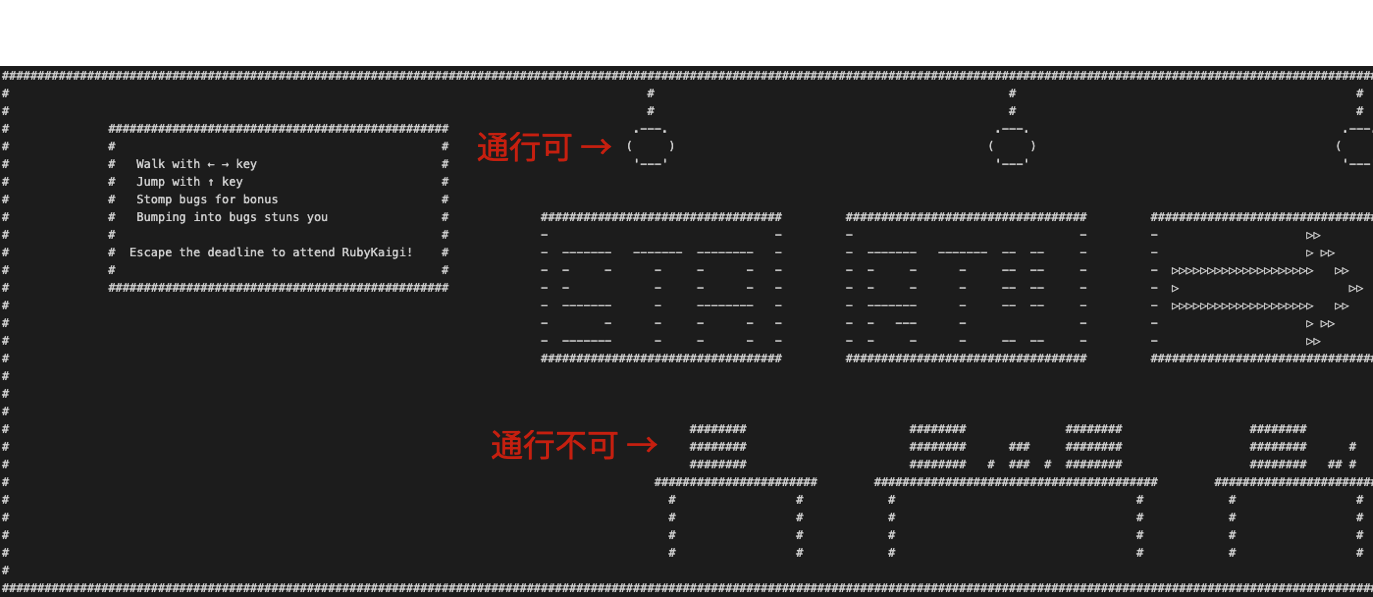 通行可→
Walk with ← → key
Jump with ↑ key
Stomp bugs for bonus
Bumping into bugs stuns you
Escape the deadline to attend RubyKaigi!
通行不可→